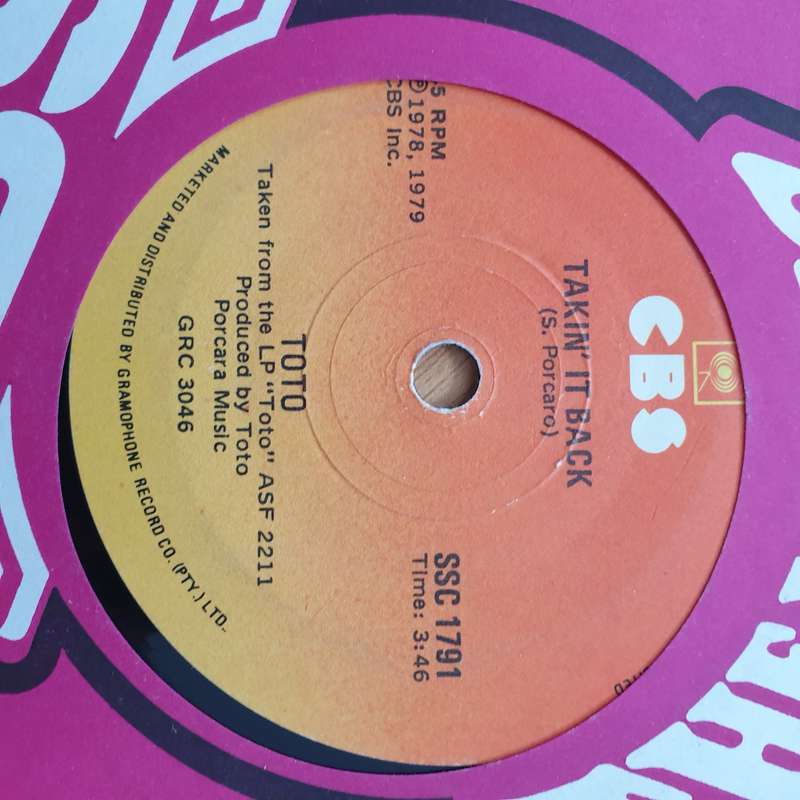 CBS
TAKIN' IT BACK
(S. Porcaro)
5 RPM
℗ 1978, 1979
CBS Inc.
SSC 1791
Time: 3:46
TOTO
Taken from the LP "Toto" ASF 2211
Produced by Toto
Porcara Music
GRC 3046
MARKETED AND DISTRIBUTED BY GRAMOPHONE RECORD CO. (PTY.) LTD.